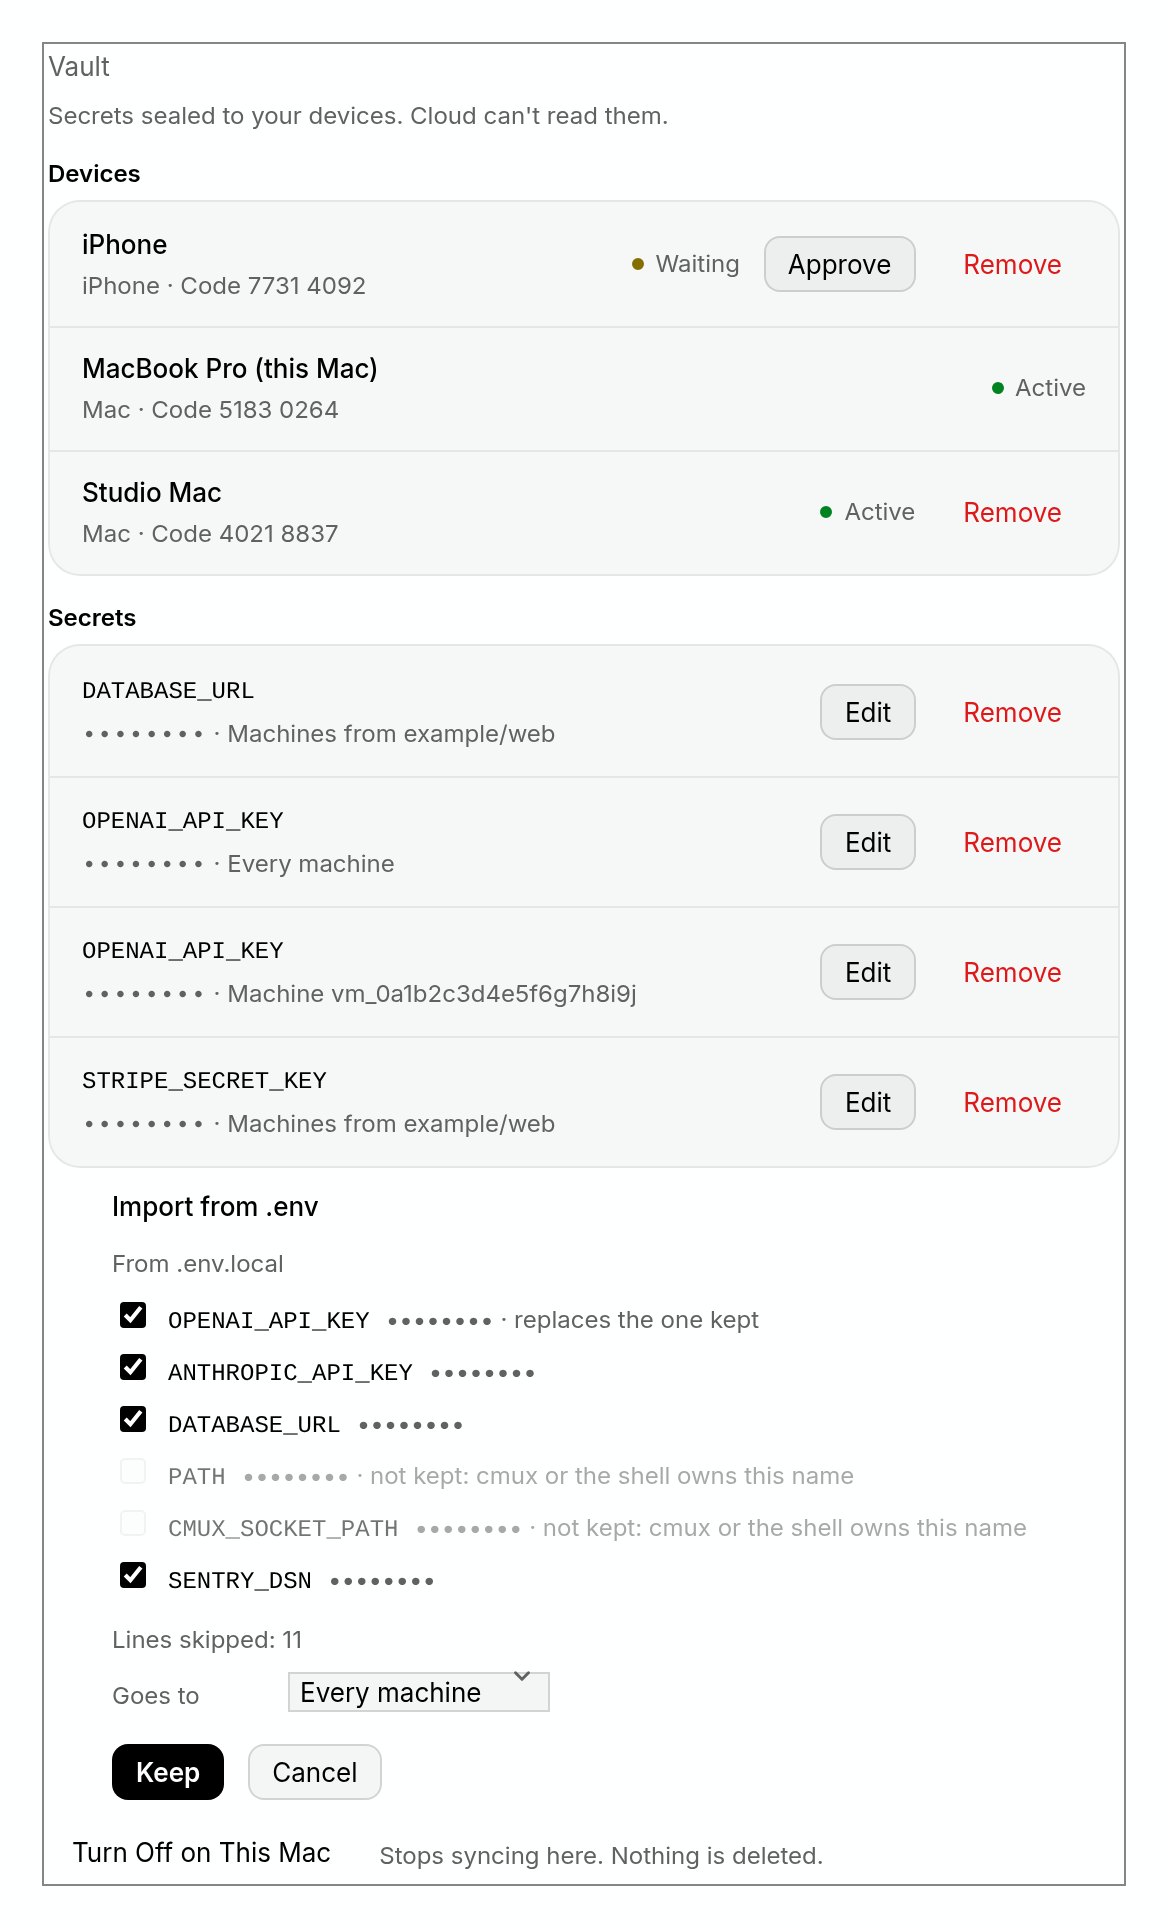 Vault
Secrets sealed to your devices. Cloud can't read them.
Devices
iPhone
iPhone · Code 7731 4092
Waiting
Approve
Remove
MacBook Pro (this Mac)
Mac · Code 5183 0264
Active
Studio Mac
Mac · Code 4021 8837
Active
Remove
Secrets
DATABASE_URL
•••••••• · Machines from example/web
Edit
Remove
OPENAI_API_KEY
•••••••• · Every machine
Edit
Remove
OPENAI_API_KEY
•••••••• · Machine vm_0a1b2c3d4e5f6g7h8i9j
Edit
Remove
STRIPE_SECRET_KEY
•••••••• · Machines from example/web
Edit
Remove
Import from .env
From .env.local
OPENAI_API_KEY •••••••• · replaces the one kept
ANTHROPIC_API_KEY ••••••••
DATABASE_URL ••••••••
PATH •••••••• · not kept: cmux or the shell owns this name
CMUX_SOCKET_PATH •••••••• · not kept: cmux or the shell owns this name
SENTRY_DSN ••••••••
Lines skipped: 11
Goes to
Every machine
Keep
Cancel
Turn Off on This Mac
Stops syncing here. Nothing is deleted.